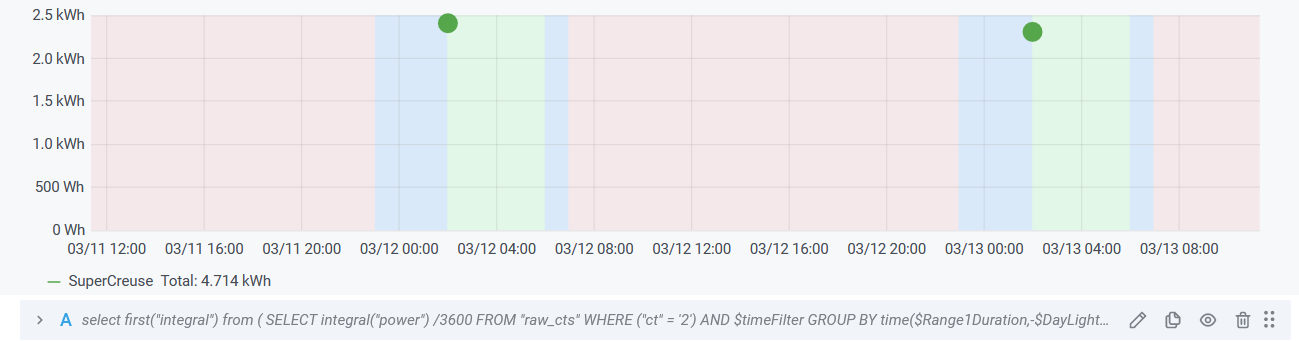 2.5 kWh
2.0 kWh
1.5 kWh
1.0 kWh
500 Wh
0 Wh
03/11 12:00 03/11 16:00 03/11 20:00 03/12 00:00 03/12 04:00 03/12 08:00 03/12 12:00 03/12 16:00 03/12 20:00 03/13 00:00 03/13 04:00 03/13 08:00
SuperCreuse Total: 4.714 kWh
A select first("integral") from ( SELECT integral("power") /3600 FROM "raw_cts" WHERE ("ct" = '2') AND $timeFilter GROUP BY time($Range1Duration,-$DayLight…